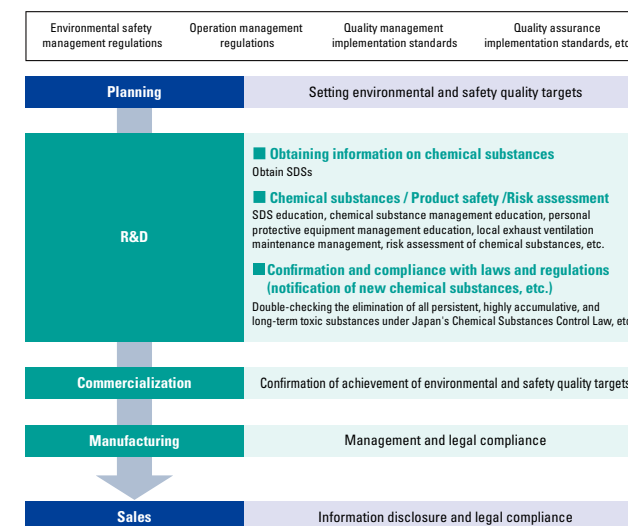 Environmental safety
management regulations
Operation management
regulations
Quality management
implementation standards
Quality assurance
implementation standards, etc
Planning
Setting environmental and safety quality targets
R&D
■ Obtaining information on chemical substances
Obtain SDSs
■ Chemical substances / Product safety /Risk assessment
SDS education, chemical substance management education, personal
protective equipment management education, local exhaust ventilation
maintenance management, risk assessment of chemical substances, etc.
■Confirmation and compliance with laws and regulations
(notification of new chemical substances, etc.)
Double-checking the elimination of all persistent, highly accumulative, and
long-term toxic substances under Japan's Chemical Substances Control Law, etc
Commercialization
Confirmation of achievement of environmental and safety quality targets
Manufacturing
Management and legal compliance
Sales
Information disclosure and legal compliance